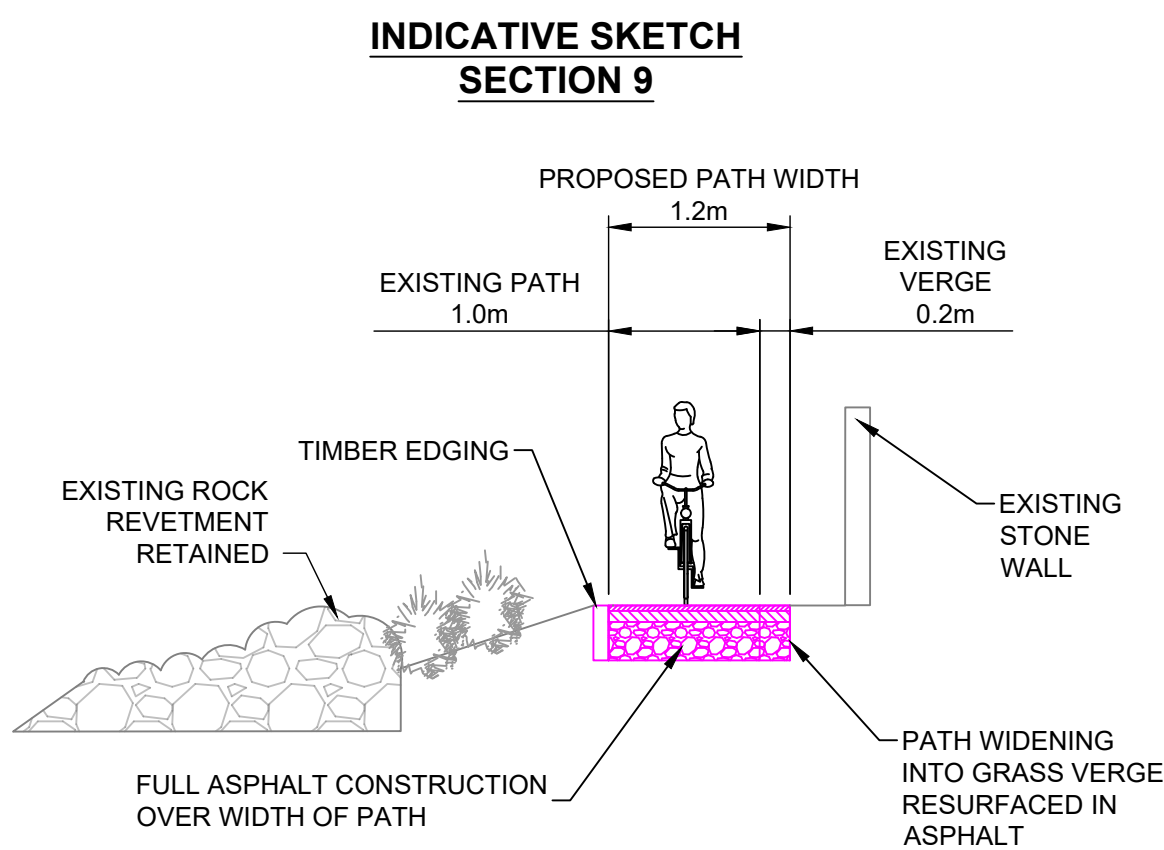 INDICATIVE SKETCH
SECTION 9
PROPOSED PATH WIDTH
1.2m
EXISTING PATH
1.0m
EXISTING
VERGE
0.2m
TIMBER EDGING
EXISTING ROCK
REVETMENT
RETAINED
EXISTING
STONE
WALL
FULL ASPHALT CONSTRUCTION
OVER WIDTH OF PATH
PATH WIDENING
INTO GRASS VERGE
RESURFACED IN
ASPHALT